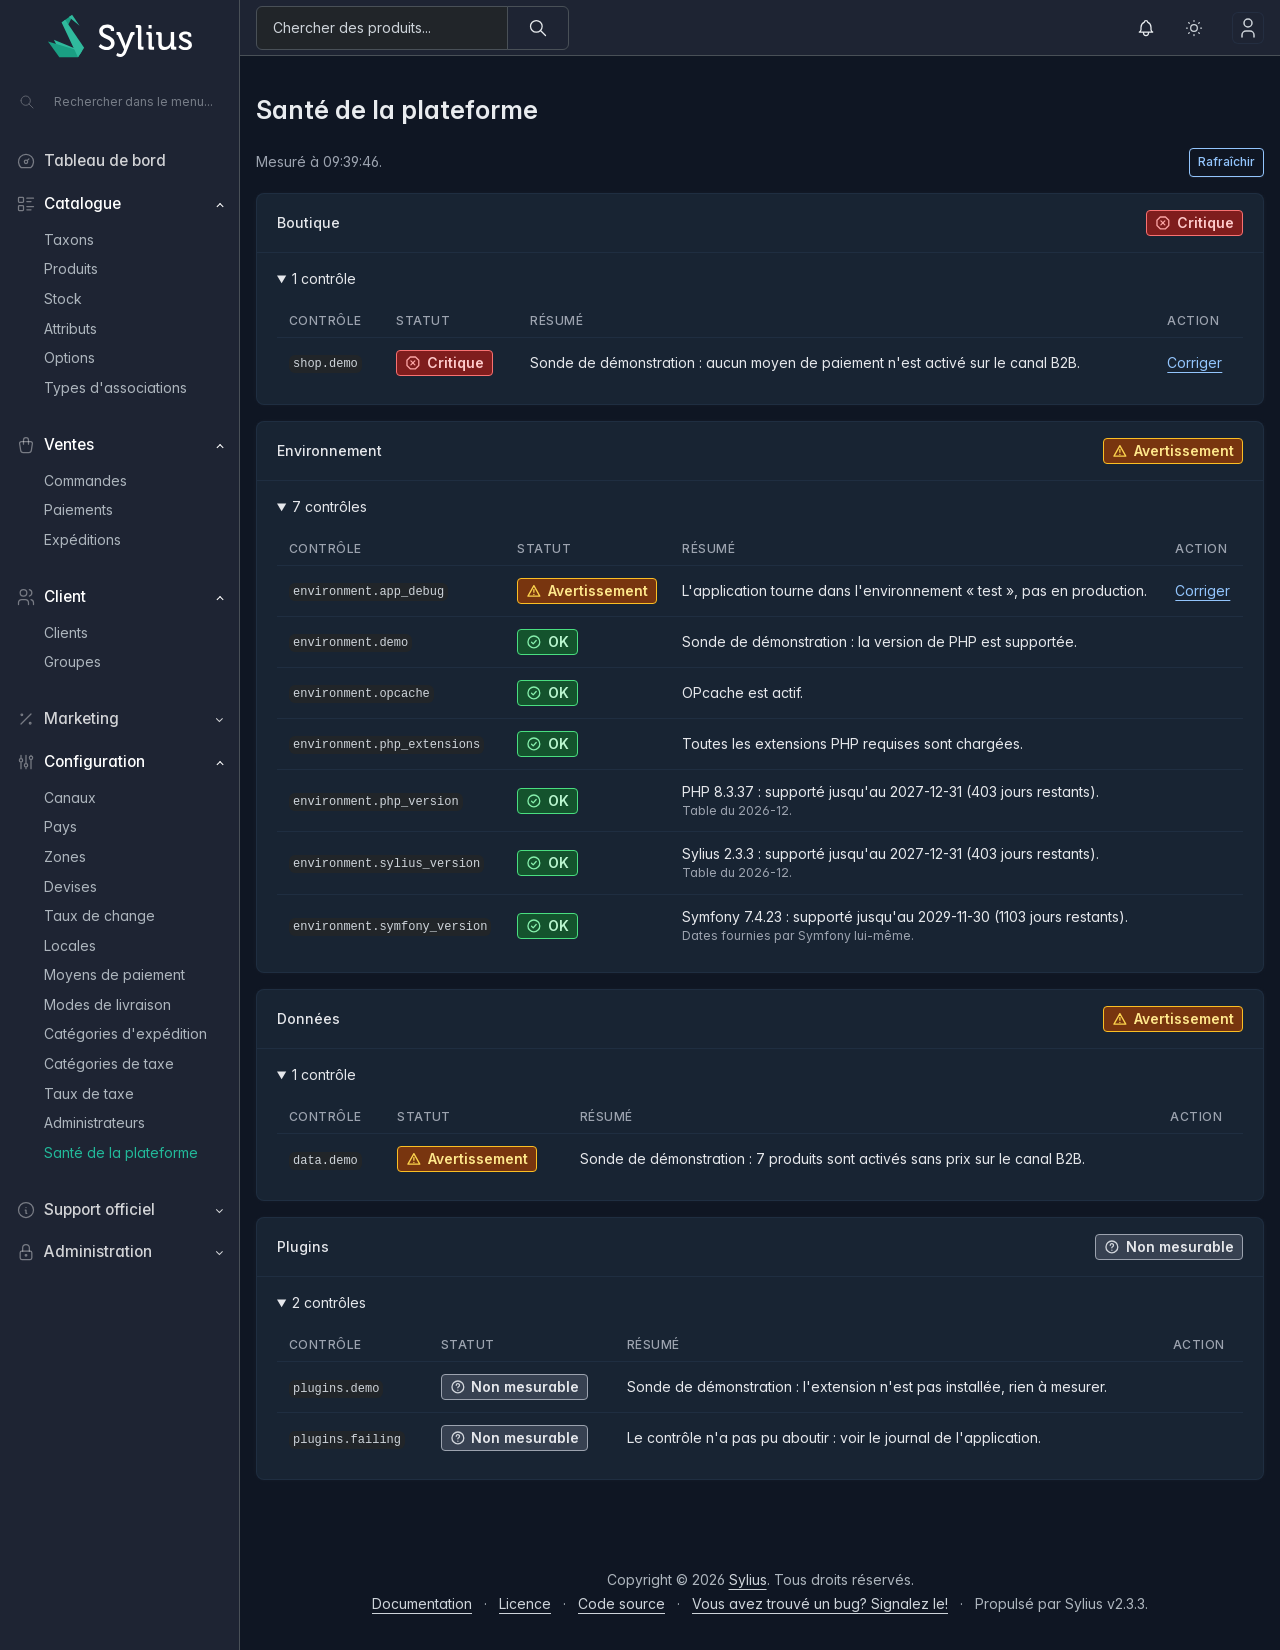 Sylius
Chercher des produits...
Rechercher dans le menu...
Tableau de bord
Catalogue
Taxons
Produits
Stock
Attributs
Options
Types d'associations
Ventes
Commandes
Paiements
Expéditions
Client
Clients
Groupes
Marketing
Configuration
Canaux
Pays
Zones
Devises
Taux de change
Locales
Moyens de paiement
Modes de livraison
Catégories d'expédition
Catégories de taxe
Taux de taxe
Administrateurs
Santé de la plateforme
Support officiel
Administration
Santé de la plateforme
Mesuré à 09:39:46.
Rafraîchir
Boutique
Critique
1 contrôle
CONTRÔLE STATUT RÉSUMÉ ACTION
shop.demo Critique Sonde de démonstration : aucun moyen de paiement n'est activé sur le canal B2B. Corriger
Environnement
Avertissement
7 contrôles
CONTRÔLE STATUT RÉSUMÉ ACTION
environment.app_debug Avertissement L'application tourne dans l'environnement « test », pas en production. Corriger
environment.demo OK Sonde de démonstration : la version de PHP est supportée.
environment.opcache OK OPcache est actif.
environment.php_extensions OK Toutes les extensions PHP requises sont chargées.
environment.php_version OK PHP 8.3.37 : supporté jusqu'au 2027-12-31 (403 jours restants).
Table du 2026-12.
environment.sylius_version OK Sylius 2.3.3 : supporté jusqu'au 2027-12-31 (403 jours restants).
Table du 2026-12.
environment.symfony_version OK Symfony 7.4.23 : supporté jusqu'au 2029-11-30 (1103 jours restants).
Dates fournies par Symfony lui-même.
Données
Avertissement
1 contrôle
CONTRÔLE STATUT RÉSUMÉ ACTION
data.demo Avertissement Sonde de démonstration : 7 produits sont activés sans prix sur le canal B2B.
Plugins
Non mesurable
2 contrôles
CONTRÔLE STATUT RÉSUMÉ ACTION
plugins.demo Non mesurable Sonde de démonstration : l'extension n'est pas installée, rien à mesurer.
plugins.failing Non mesurable Le contrôle n'a pas pu aboutir : voir le journal de l'application.
Copyright © 2026 Sylius. Tous droits réservés.
Documentation · Licence · Code source · Vous avez trouvé un bug? Signalez le! · Propulsé par Sylius v2.3.3.